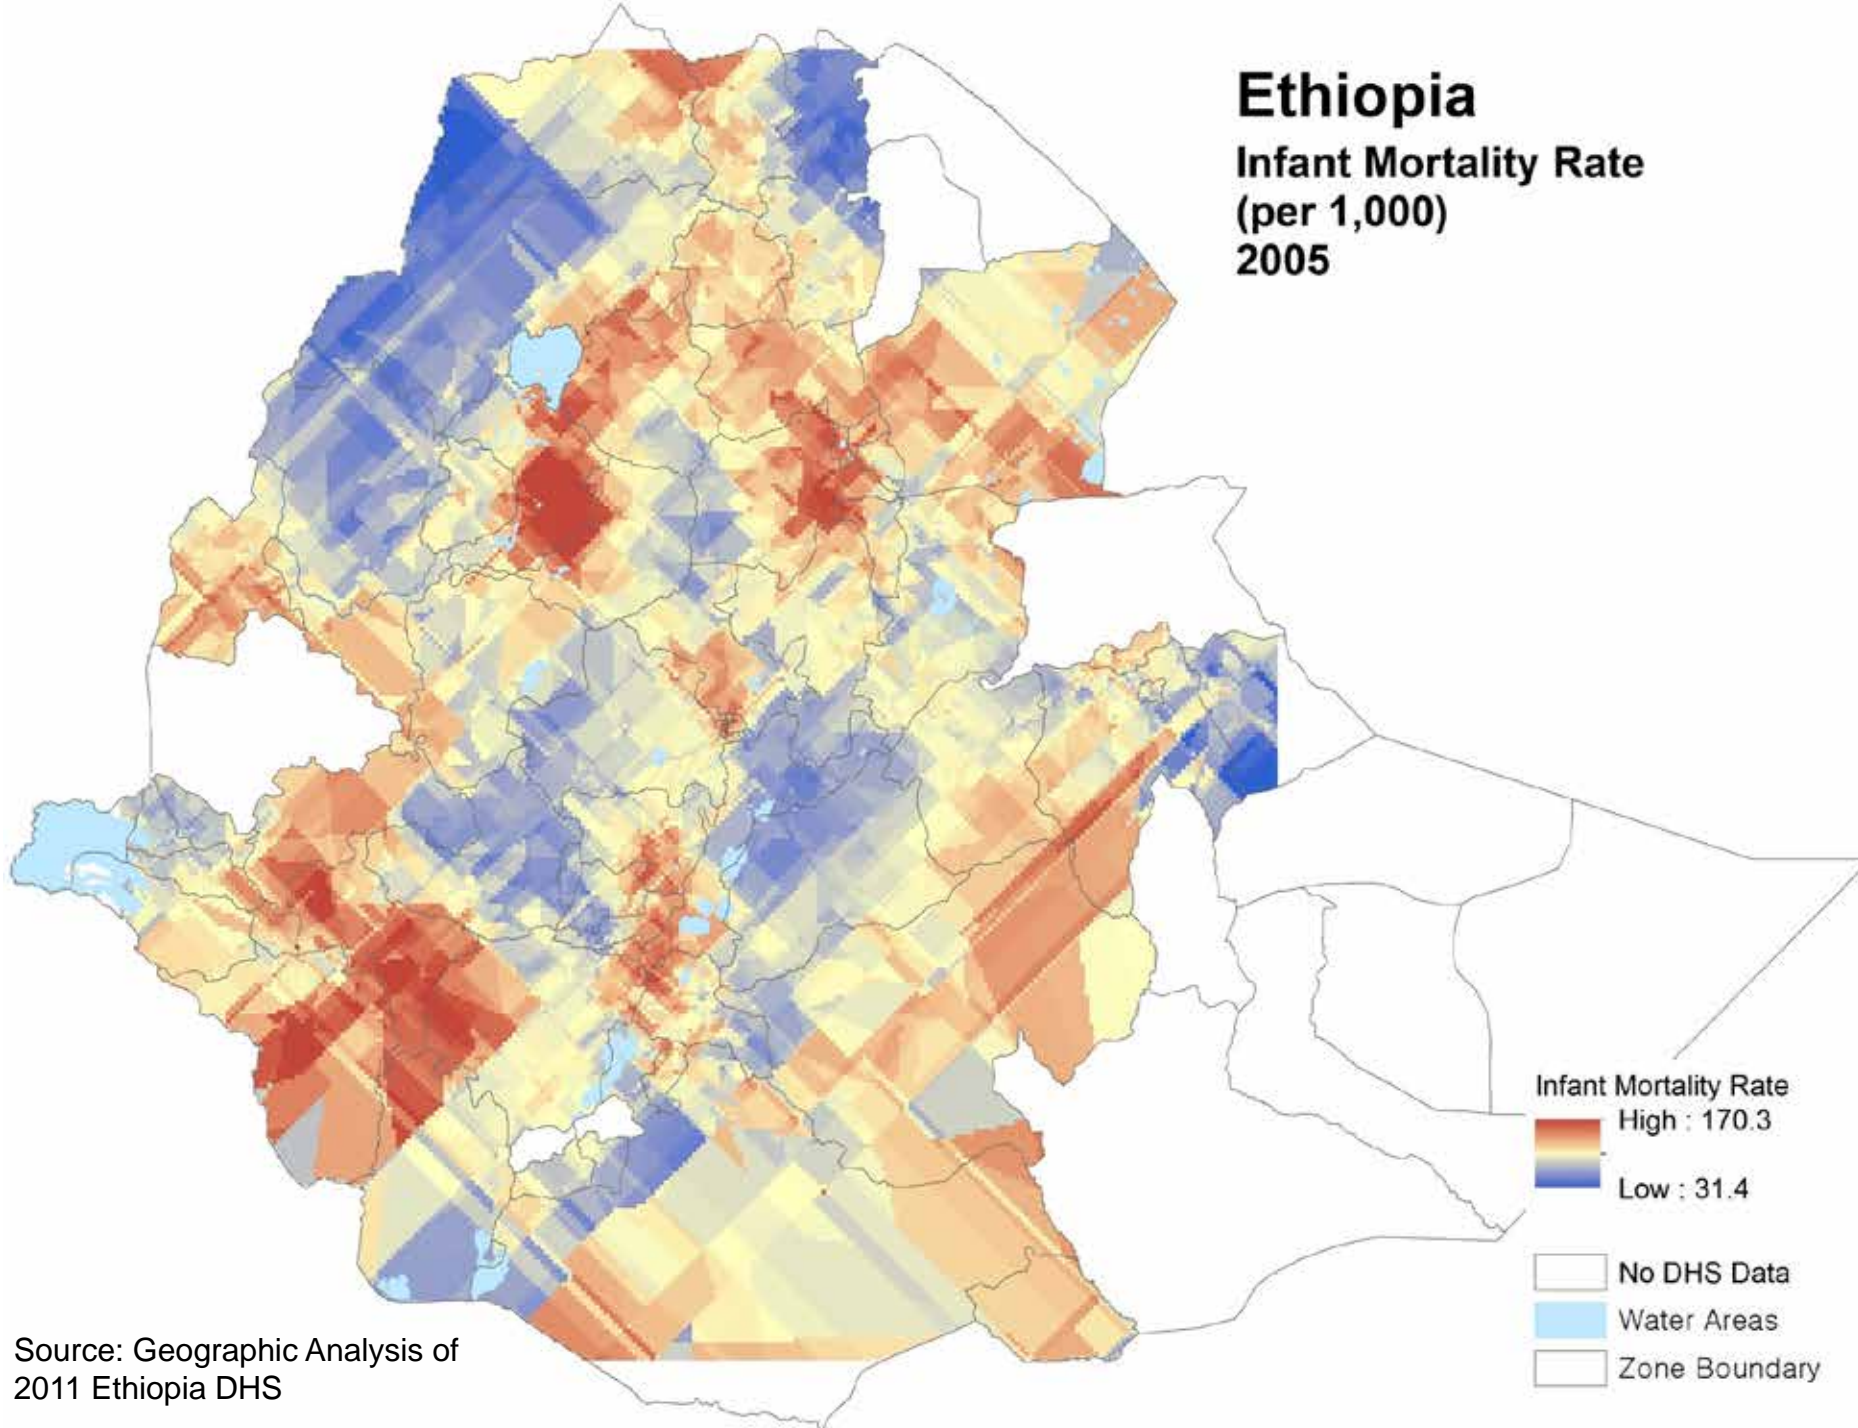 Ethiopia
Infant Mortality Rate
(per 1,000)
2005
Infant Mortality Rate
High : 170.3
Low : 31.4
No DHS Data
Water Areas
Zone Boundary
Source: Geographic Analysis of
2011 Ethiopia DHS